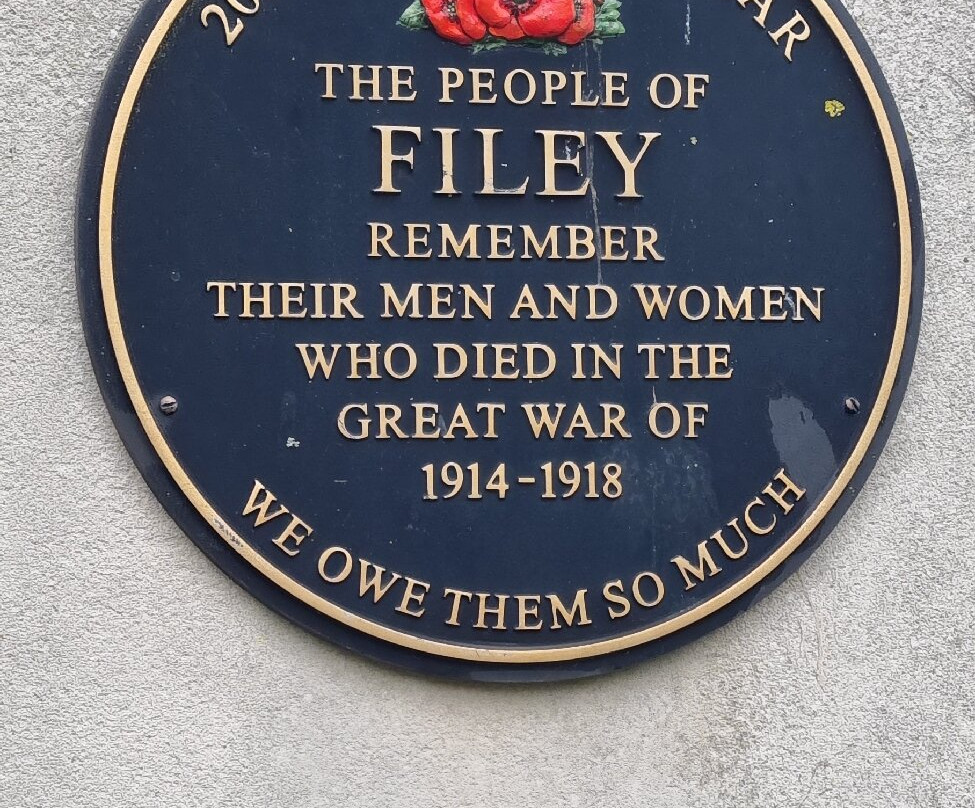 THE PEOPLE OF
FILEY
REMEMBER
THEIR MEN AND WOMEN
WHO DIED IN THE
GREAT WAR OF
1914-1918
WE OWE THEM SO MUCH